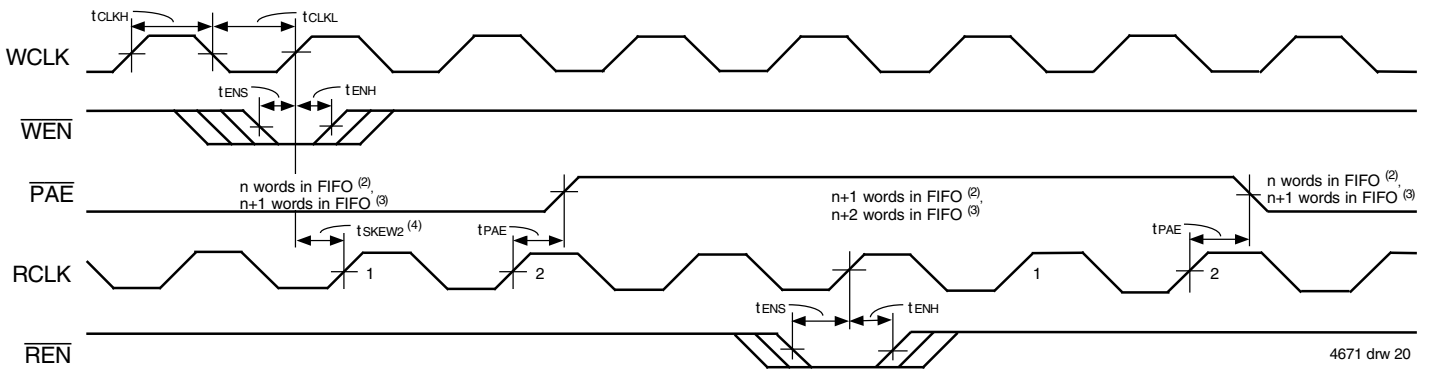 tCLKH tCLKL
WCLK
tENS tENH
WEN
n words in FIFO (2),
n+1 words in FIFO (3)
n+1 words in FIFO (2),
n+2 words in FIFO (3)
n words in FIFO (2),
n+1 words in FIFO (3)
PAE
tSKEW2 (4) tPAE tPAE
RCLK 1 2 1 2
tENS tENH
REN
4671 drw 20